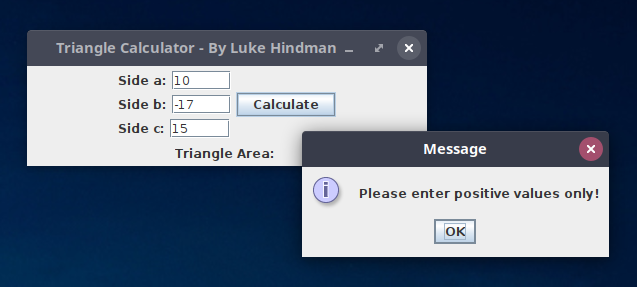 Triangle Calculator - By Luke Hindman
Side a: 10
Side b: -17 Calculate
Side c: 15
Triangle Area:
Message
Please enter positive values only!
OK